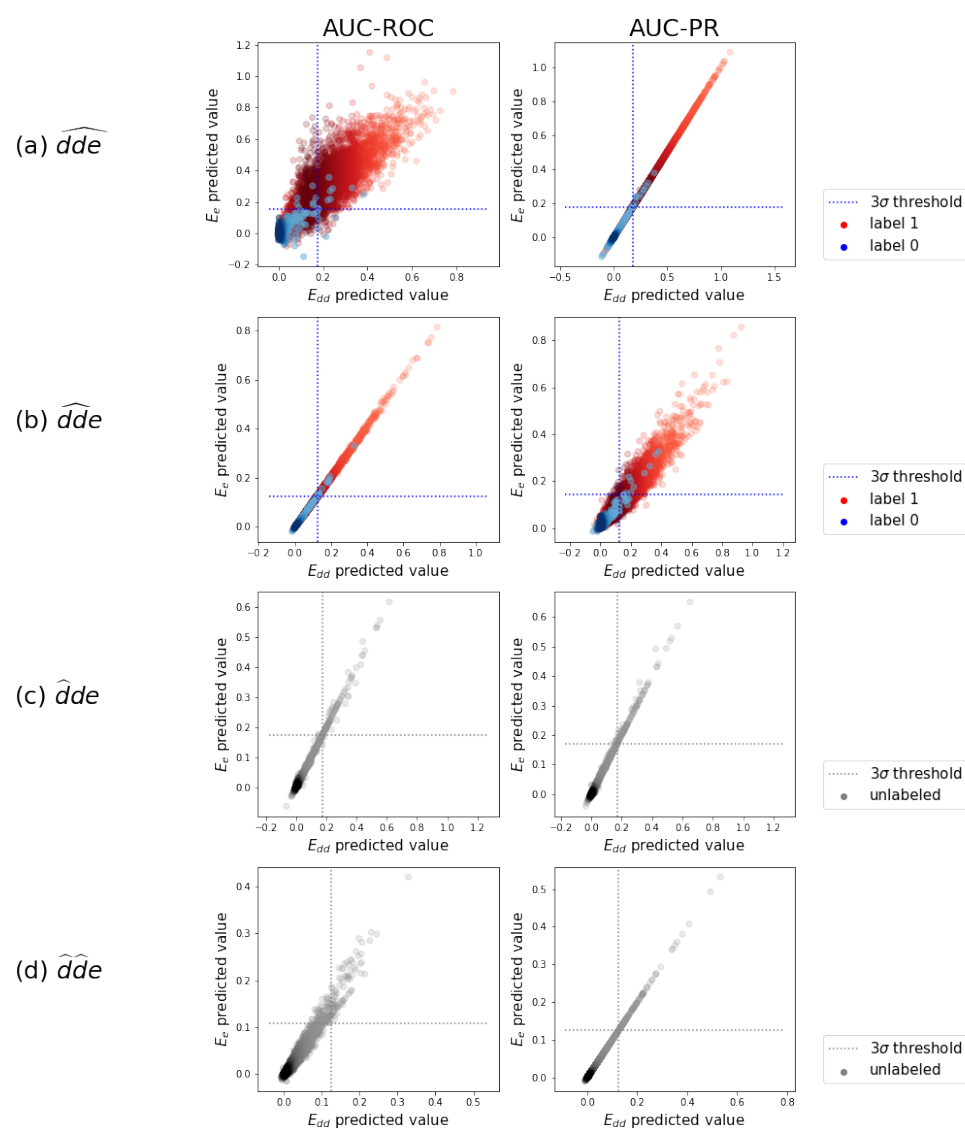 AUC-ROC
AUC-PR
(a) dde
1.2
1.0
0.8
0.6
0.4
0.2
0.0
−0.2
E_e predicted value
0.0 0.2 0.4 0.6 0.8
E_dd predicted value
1.0
0.8
0.6
0.4
0.2
0.0
E_e predicted value
−0.5 0.0 0.5 1.0 1.5
E_dd predicted value
3σ threshold
label 1
label 0
(b) dde
0.8
0.6
0.4
0.2
0.0
E_e predicted value
−0.2 0.0 0.2 0.4 0.6 0.8 1.0
E_dd predicted value
0.8
0.6
0.4
0.2
0.0
E_e predicted value
−0.2 0.0 0.2 0.4 0.6 0.8 1.0 1.2
E_dd predicted value
3σ threshold
label 1
label 0
(c) d̂de
0.6
0.5
0.4
0.3
0.2
0.1
0.0
E_e predicted value
−0.2 0.0 0.2 0.4 0.6 0.8 1.0 1.2
E_dd predicted value
0.6
0.5
0.4
0.3
0.2
0.1
0.0
E_e predicted value
−0.2 0.0 0.2 0.4 0.6 0.8 1.0 1.2
E_dd predicted value
3σ threshold
unlabeled
(d) d̂d̂e
0.4
0.3
0.2
0.1
0.0
E_e predicted value
0.0 0.1 0.2 0.3 0.4 0.5
E_dd predicted value
0.5
0.4
0.3
0.2
0.1
0.0
E_e predicted value
0.0 0.2 0.4 0.6 0.8
E_dd predicted value
3σ threshold
unlabeled